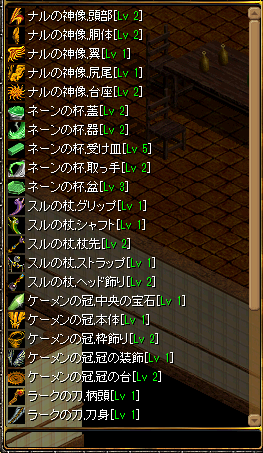 ナルの神像,頭部[Lv 2]
ナルの神像,胴体[Lv 2]
ナルの神像,翼[Lv 1]
ナルの神像,尻尾[Lv 1]
ナルの神像,台座[Lv 2]
ネーンの杯,蓋[Lv 2]
ネーンの杯,器[Lv 2]
ネーンの杯,受け皿[Lv 5]
ネーンの杯,取っ手[Lv 2]
ネーンの杯,盆[Lv 3]
スルの杖,グリップ[Lv 1]
スルの杖,シャフト[Lv 1]
スルの杖,杖先[Lv 2]
スルの杖,ストラップ[Lv 1]
スルの杖,ヘッド飾り[Lv 2]
ケーメンの冠,中央の宝石[Lv 1]
ケーメンの冠,本体[Lv 1]
ケーメンの冠,枠飾り[Lv 2]
ケーメンの冠,冠の装飾[Lv 1]
ケーメンの冠,冠の台[Lv 2]
ラークの刀,柄頭[Lv 1]
ラークの刀,刀身[Lv 1]